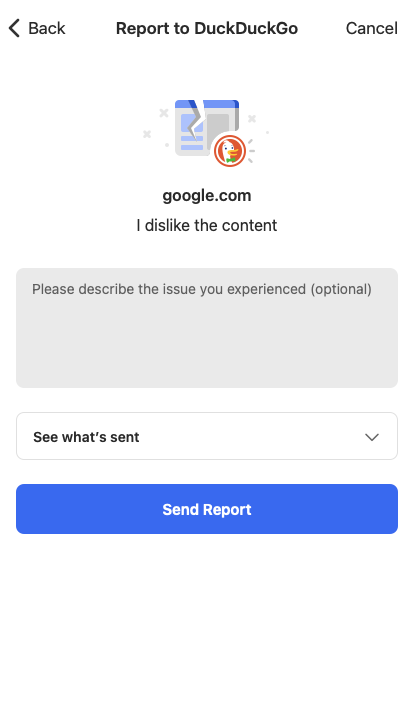 Back
Report to DuckDuckGo
Cancel
google.com
I dislike the content
Please describe the issue you experienced (optional)
See what's sent
Send Report